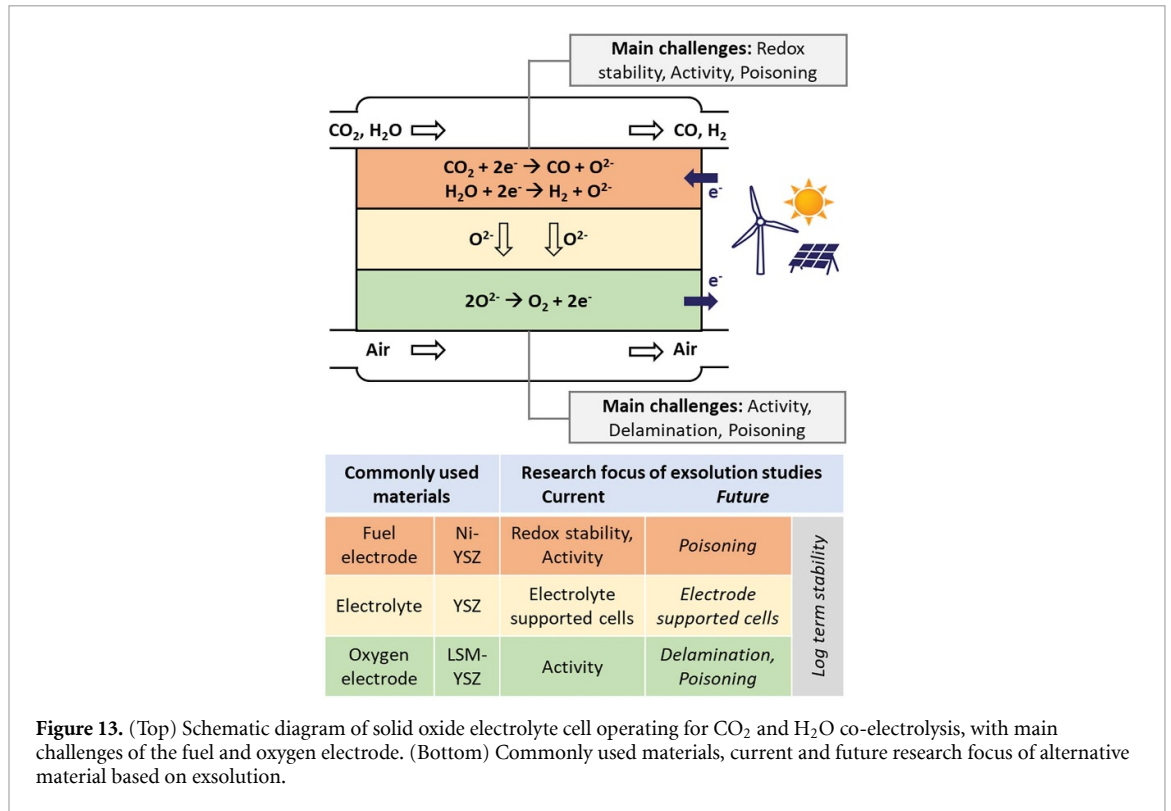 Main challenges: Redox
stability, Activity, Poisoning
CO₂, H₂O
CO, H₂
CO₂ + 2e⁻ → CO + O²⁻
H₂O + 2e⁻ → H₂ + O²⁻
e⁻
O²⁻
O²⁻
e⁻
2O²⁻ → O₂ + 2e⁻
Air
Air
Main challenges: Activity,
Delamination, Poisoning
Commonly used
materials
Research focus of exsolution studies
Current
Future
Fuel
electrode
Ni-
YSZ
Redox stability,
Activity
Poisoning
Electrolyte
YSZ
Electrolyte
supported cells
Electrode
supported cells
Oxygen
electrode
LSM-
YSZ
Activity
Delamination,
Poisoning
Log term stability
Figure 13. (Top) Schematic diagram of solid oxide electrolyte cell operating for CO₂ and H₂O co-electrolysis, with main
challenges of the fuel and oxygen electrode. (Bottom) Commonly used materials, current and future research focus of alternative
material based on exsolution.